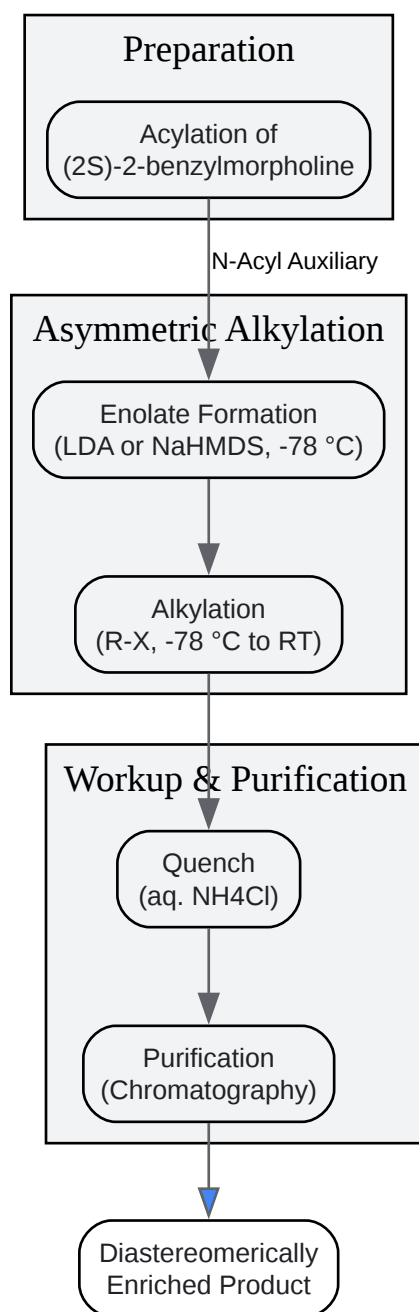 Preparation
Acylation of
(2S)-2-benzylmorpholine
N-Acyl Auxiliary
Asymmetric Alkylation
Enolate Formation
(LDA or NaHMDS, -78 °C)
Alkylation
(R-X, -78 °C to RT)
Workup & Purification
Quench
(aq. NH4Cl)
Purification
(Chromatography)
Diastereomerically
Enriched Product